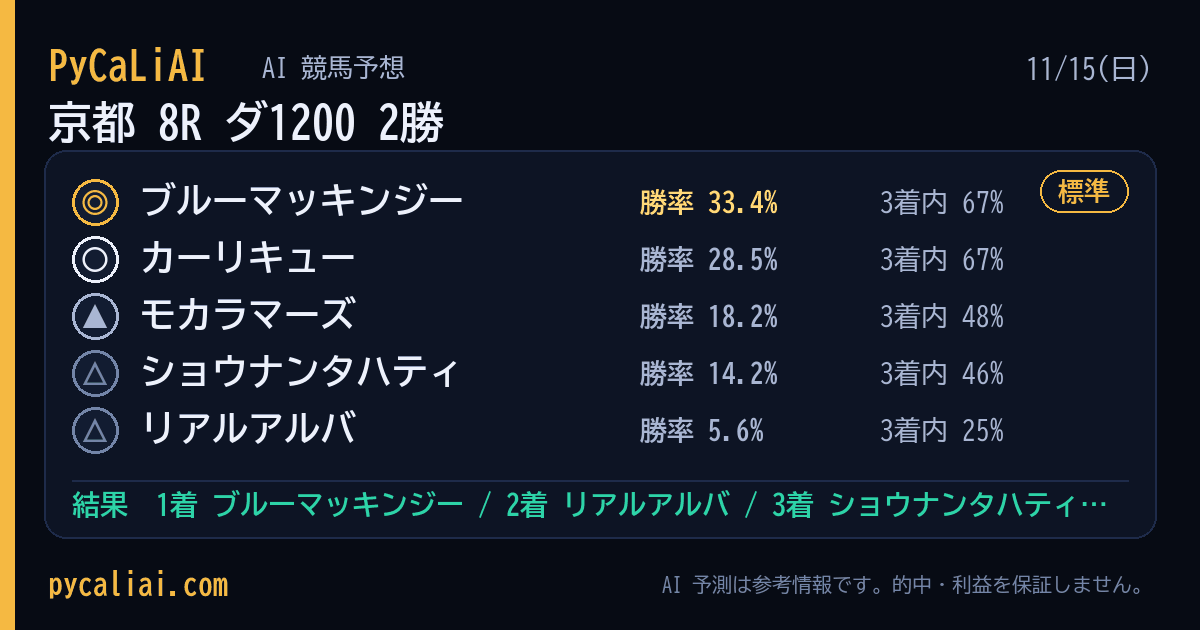 PyCaLiAI AI 競馬予想 11/15(日)
京都 8R ダ1200 2勝
標準
◎ ブルーマッキンジー 勝率 33.4% 3着内 67%
○ カーリキュー 勝率 28.5% 3着内 67%
▲ モカラマーズ 勝率 18.2% 3着内 48%
△ ショウナンタハティ 勝率 14.2% 3着内 46%
△ リアルアルバ 勝率 5.6% 3着内 25%
結果 1着 ブルーマッキンジー / 2着 リアルアルバ / 3着 ショウナンタハティ…
pycaliai.com AI 予測は参考情報です。的中・利益を保証しません。